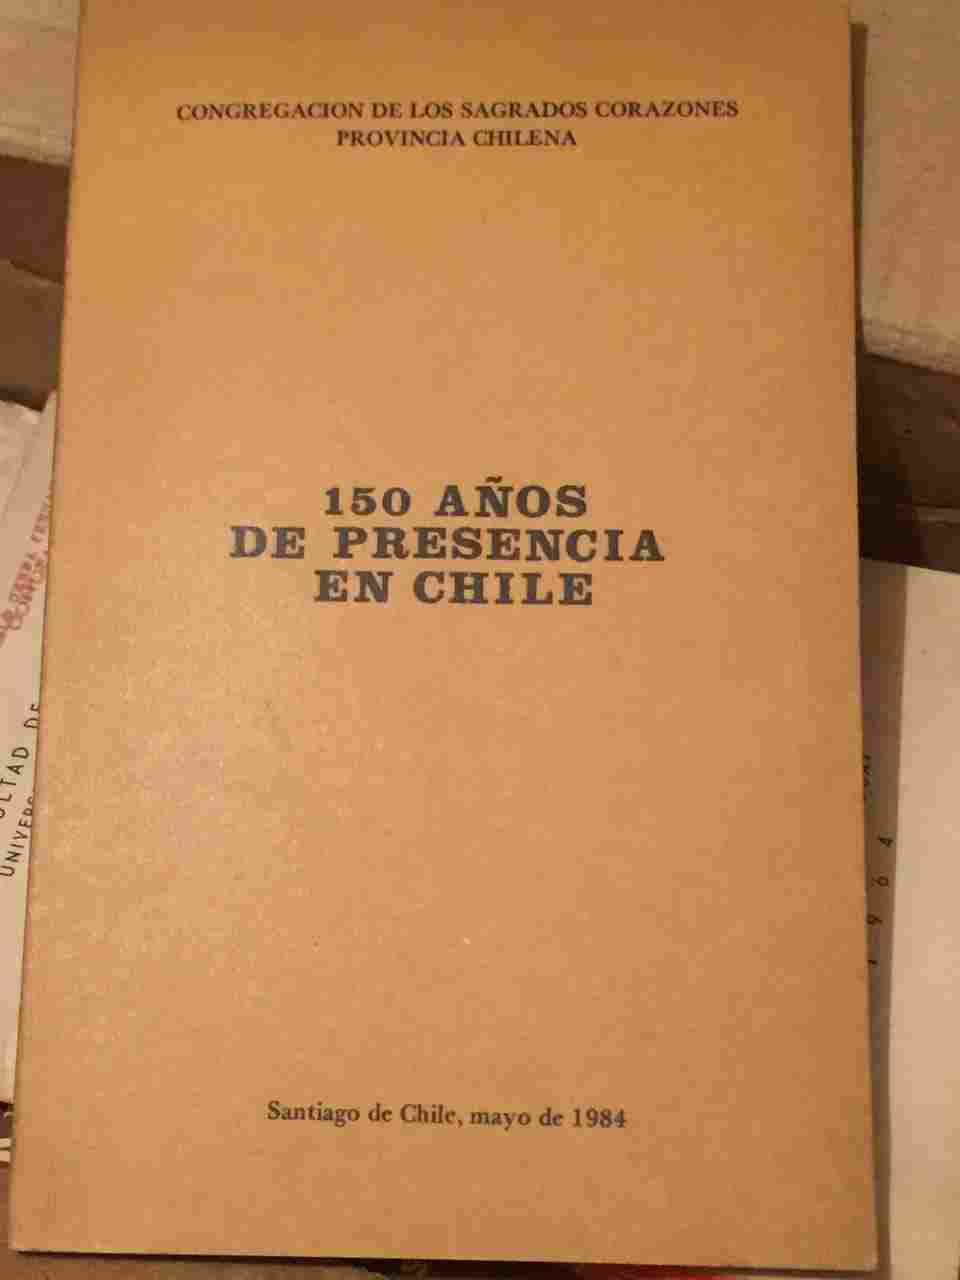 CONGREGACION DE LOS SAGRADOS CORAZONES
PROVINCIA CHILENA
150 AÑOS
DE PRESENCIA
EN CHILE
Santiago de Chile, mayo de 1984
1964